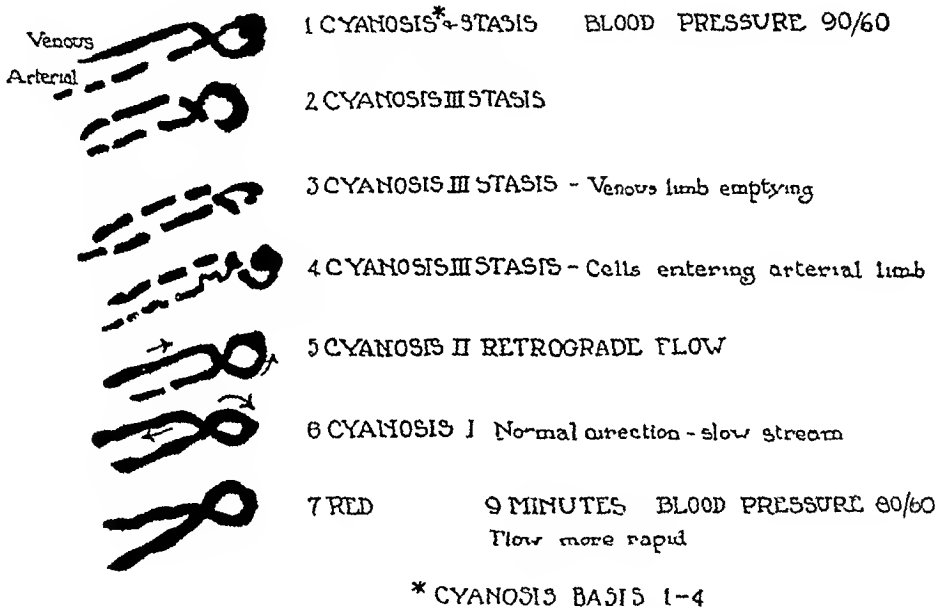 Venous
Arterial
1 CYANOSIS* & STASIS BLOOD PRESSURE 90/60
2 CYANOSIS III STASIS
3 CYANOSIS III STASIS - Venous limb emptying
4 CYANOSIS III STASIS - Cells entering arterial limb
5 CYANOSIS II RETROGRADE FLOW
6 CYANOSIS I Normal direction - slow stream
7 RED 9 MINUTES BLOOD PRESSURE 80/60
Flow more rapid
* CYANOSIS BASIS 1-4